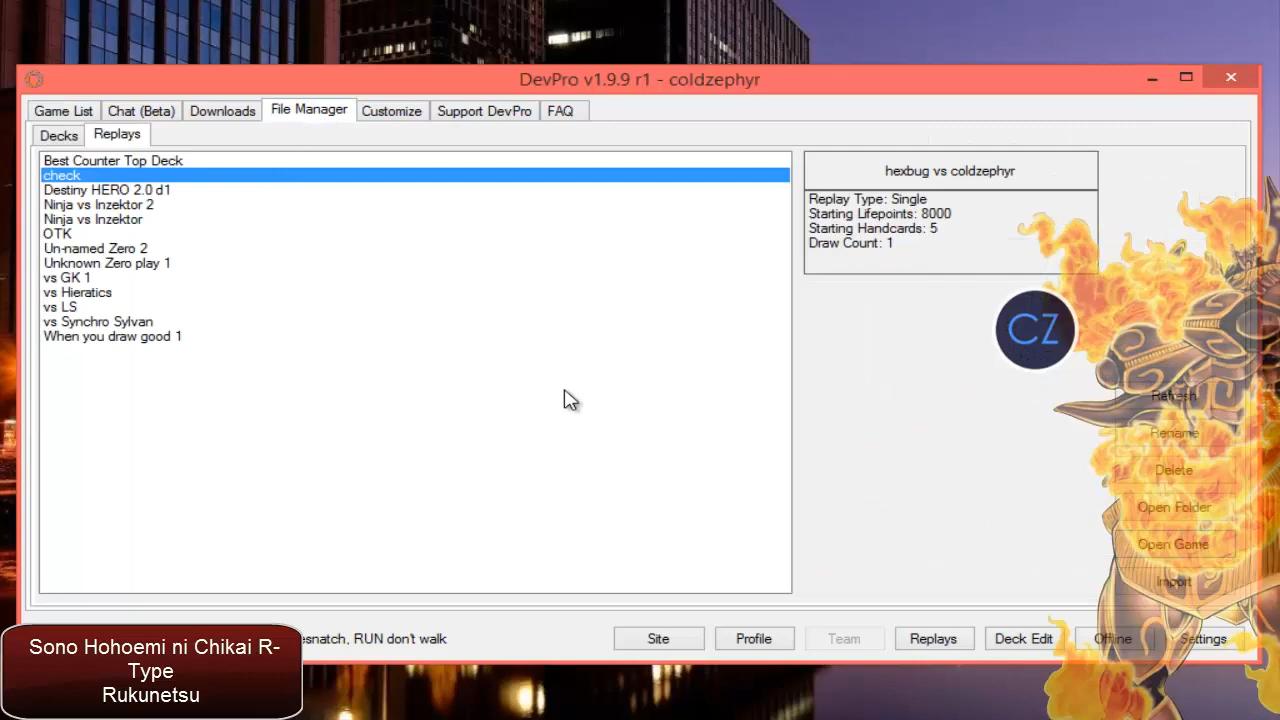 DevPro v1.9.9 r1 - coldzephyr
Game List
Chat (Beta)
Downloads
File Manager
Customize
Support DevPro
FAQ
Decks
Replays
Best Counter Top Deck
check
Destiny HERO 2.0 d1
Ninja vs Inzektor 2
Ninja vs Inzektor
OTK
Un-named Zero 2
Unknown Zero play 1
vs GK 1
vs Hieratics
vs LS
vs Synchro Sylvan
When you draw good 1
hexbug vs coldzephyr
Replay Type: Single
Starting Lifepoints: 8000
Starting Handcards: 5
Draw Count: 1
CZ
Refresh
Rename
Delete
Open Folder
Open Game
Import
esnatch, RUN don't walk
Site
Profile
Team
Replays
Deck Edit
Offline
Settings
Sono Hohoemi ni Chikai R-
Type
Rukunetsu